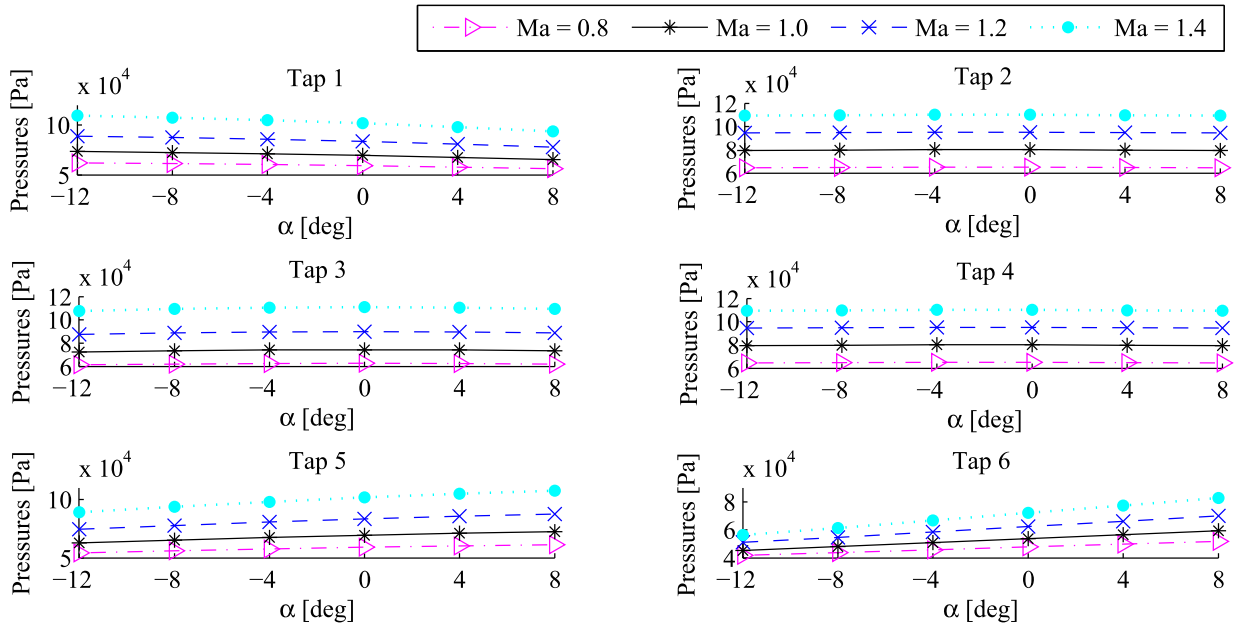 Ma = 0.8 Ma = 1.0 Ma = 1.2 Ma = 1.4
Tap 1
x 10^4
Pressures [Pa]
10
5
−12 −8 −4 0 4 8
α [deg]
Tap 2
x 10^4
Pressures [Pa]
12
10
8
6
−12 −8 −4 0 4 8
α [deg]
Tap 3
x 10^4
Pressures [Pa]
12
10
8
6
−12 −8 −4 0 4 8
α [deg]
Tap 4
x 10^4
Pressures [Pa]
12
10
8
6
−12 −8 −4 0 4 8
α [deg]
Tap 5
x 10^4
Pressures [Pa]
10
5
−12 −8 −4 0 4 8
α [deg]
Tap 6
x 10^4
Pressures [Pa]
8
6
4
−12 −8 −4 0 4 8
α [deg]